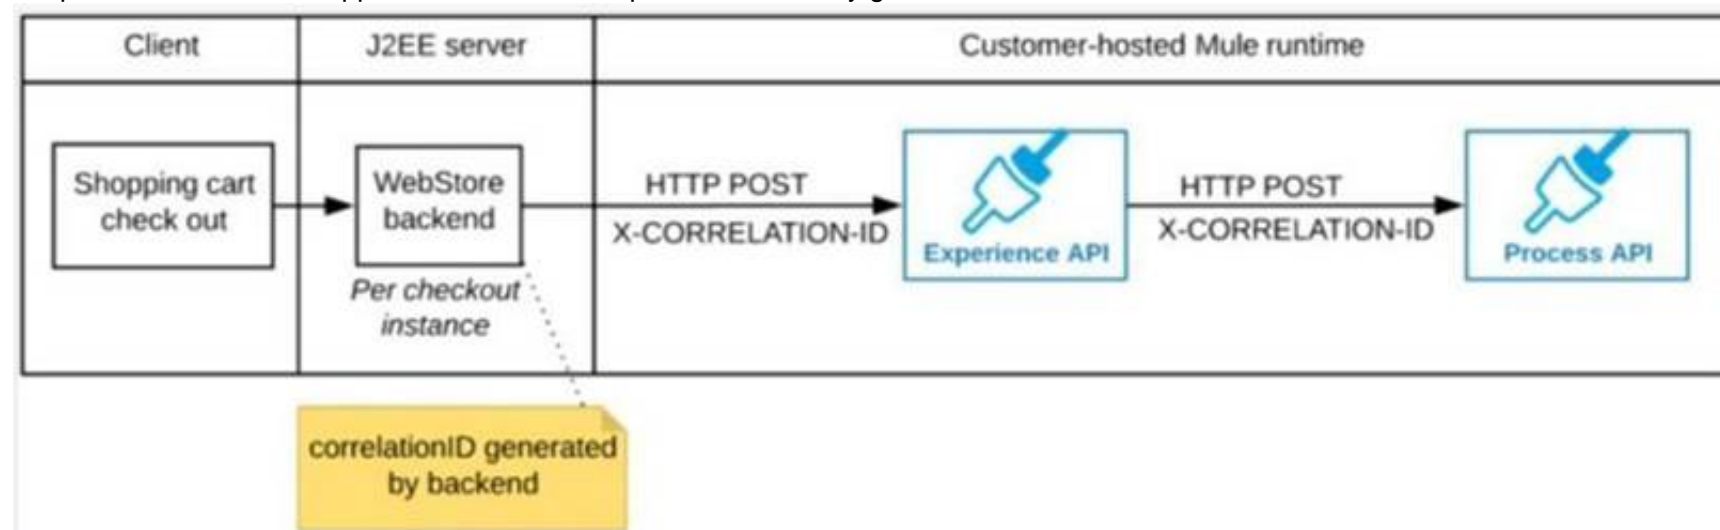 Client
J2EE server
Customer-hosted Mule runtime
Shopping cart
check out
WebStore
backend
Per checkout
instance
HTTP POST
X-CORRELATION-ID
Experience API
HTTP POST
X-CORRELATION-ID
Process API
correlationID generated
by backend